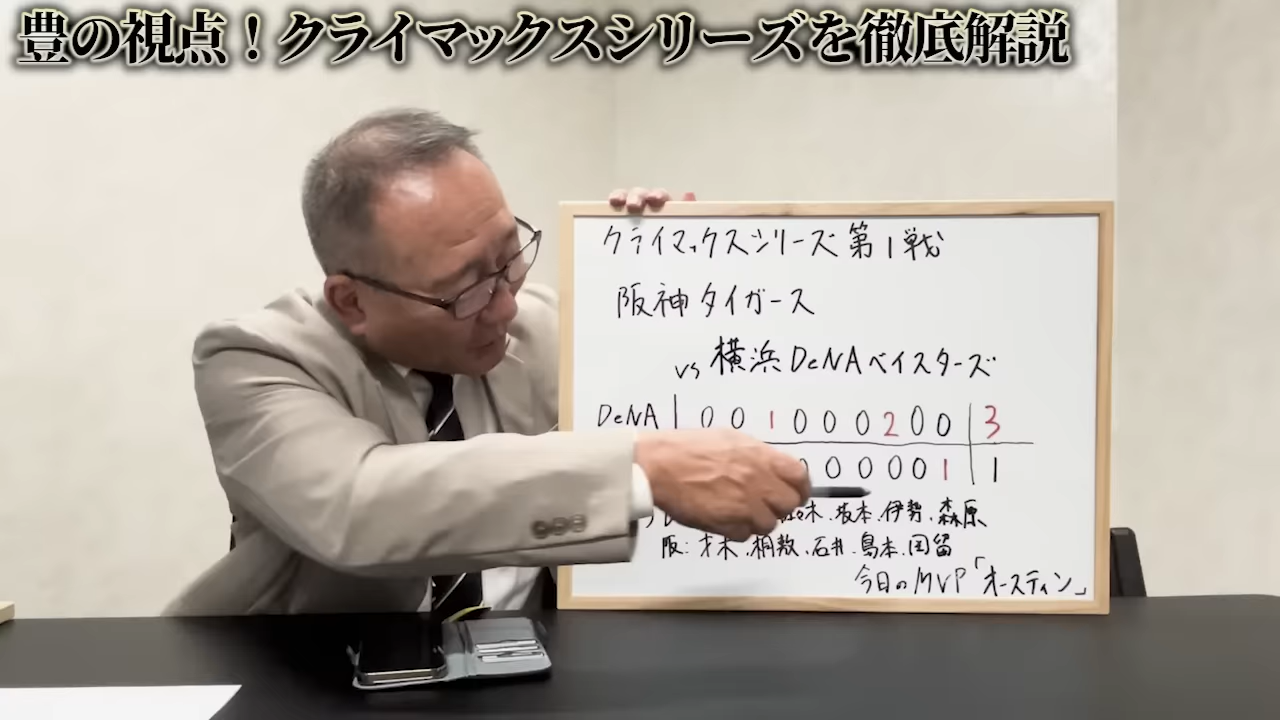 豊の視点！クライマックスシリーズを徹底解説
クライマックスシリーズ第1戦
阪神タイガース
vs 横浜DeNAベイスターズ
DeNA 0 0 1 0 0 0 2 0 0 3
0 0 0 0 0 1 1
木.坂本.伊勢.森原
阪:才木.桐敷.石井.島本.岡留
今日のMVP「オースティン」